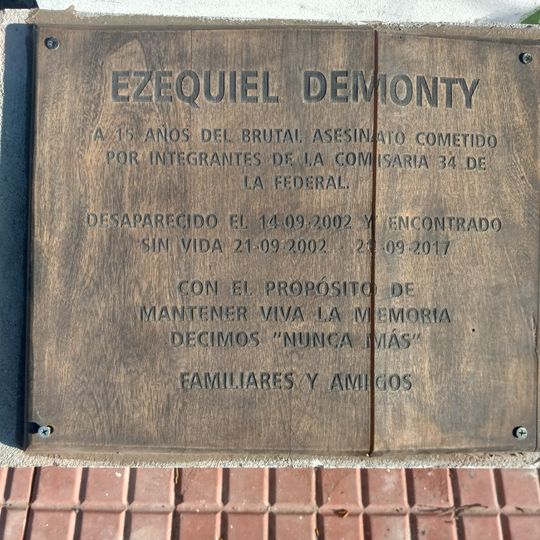 EZEQUIEL DEMONTY
A 15 AÑOS DEL BRUTAL ASESINATO COMETIDO
POR INTEGRANTES DE LA COMISARIA 34 DE
LA FEDERAL.
DESAPARECIDO EL 14-09-2002 Y ENCONTRADO
SIN VIDA 21-09-2002 - 21-09-2017
CON EL PROPÓSITO DE
MANTENER VIVA LA MEMORIA
DECIMOS "NUNCA MÁS"
FAMILIARES Y AMIGOS